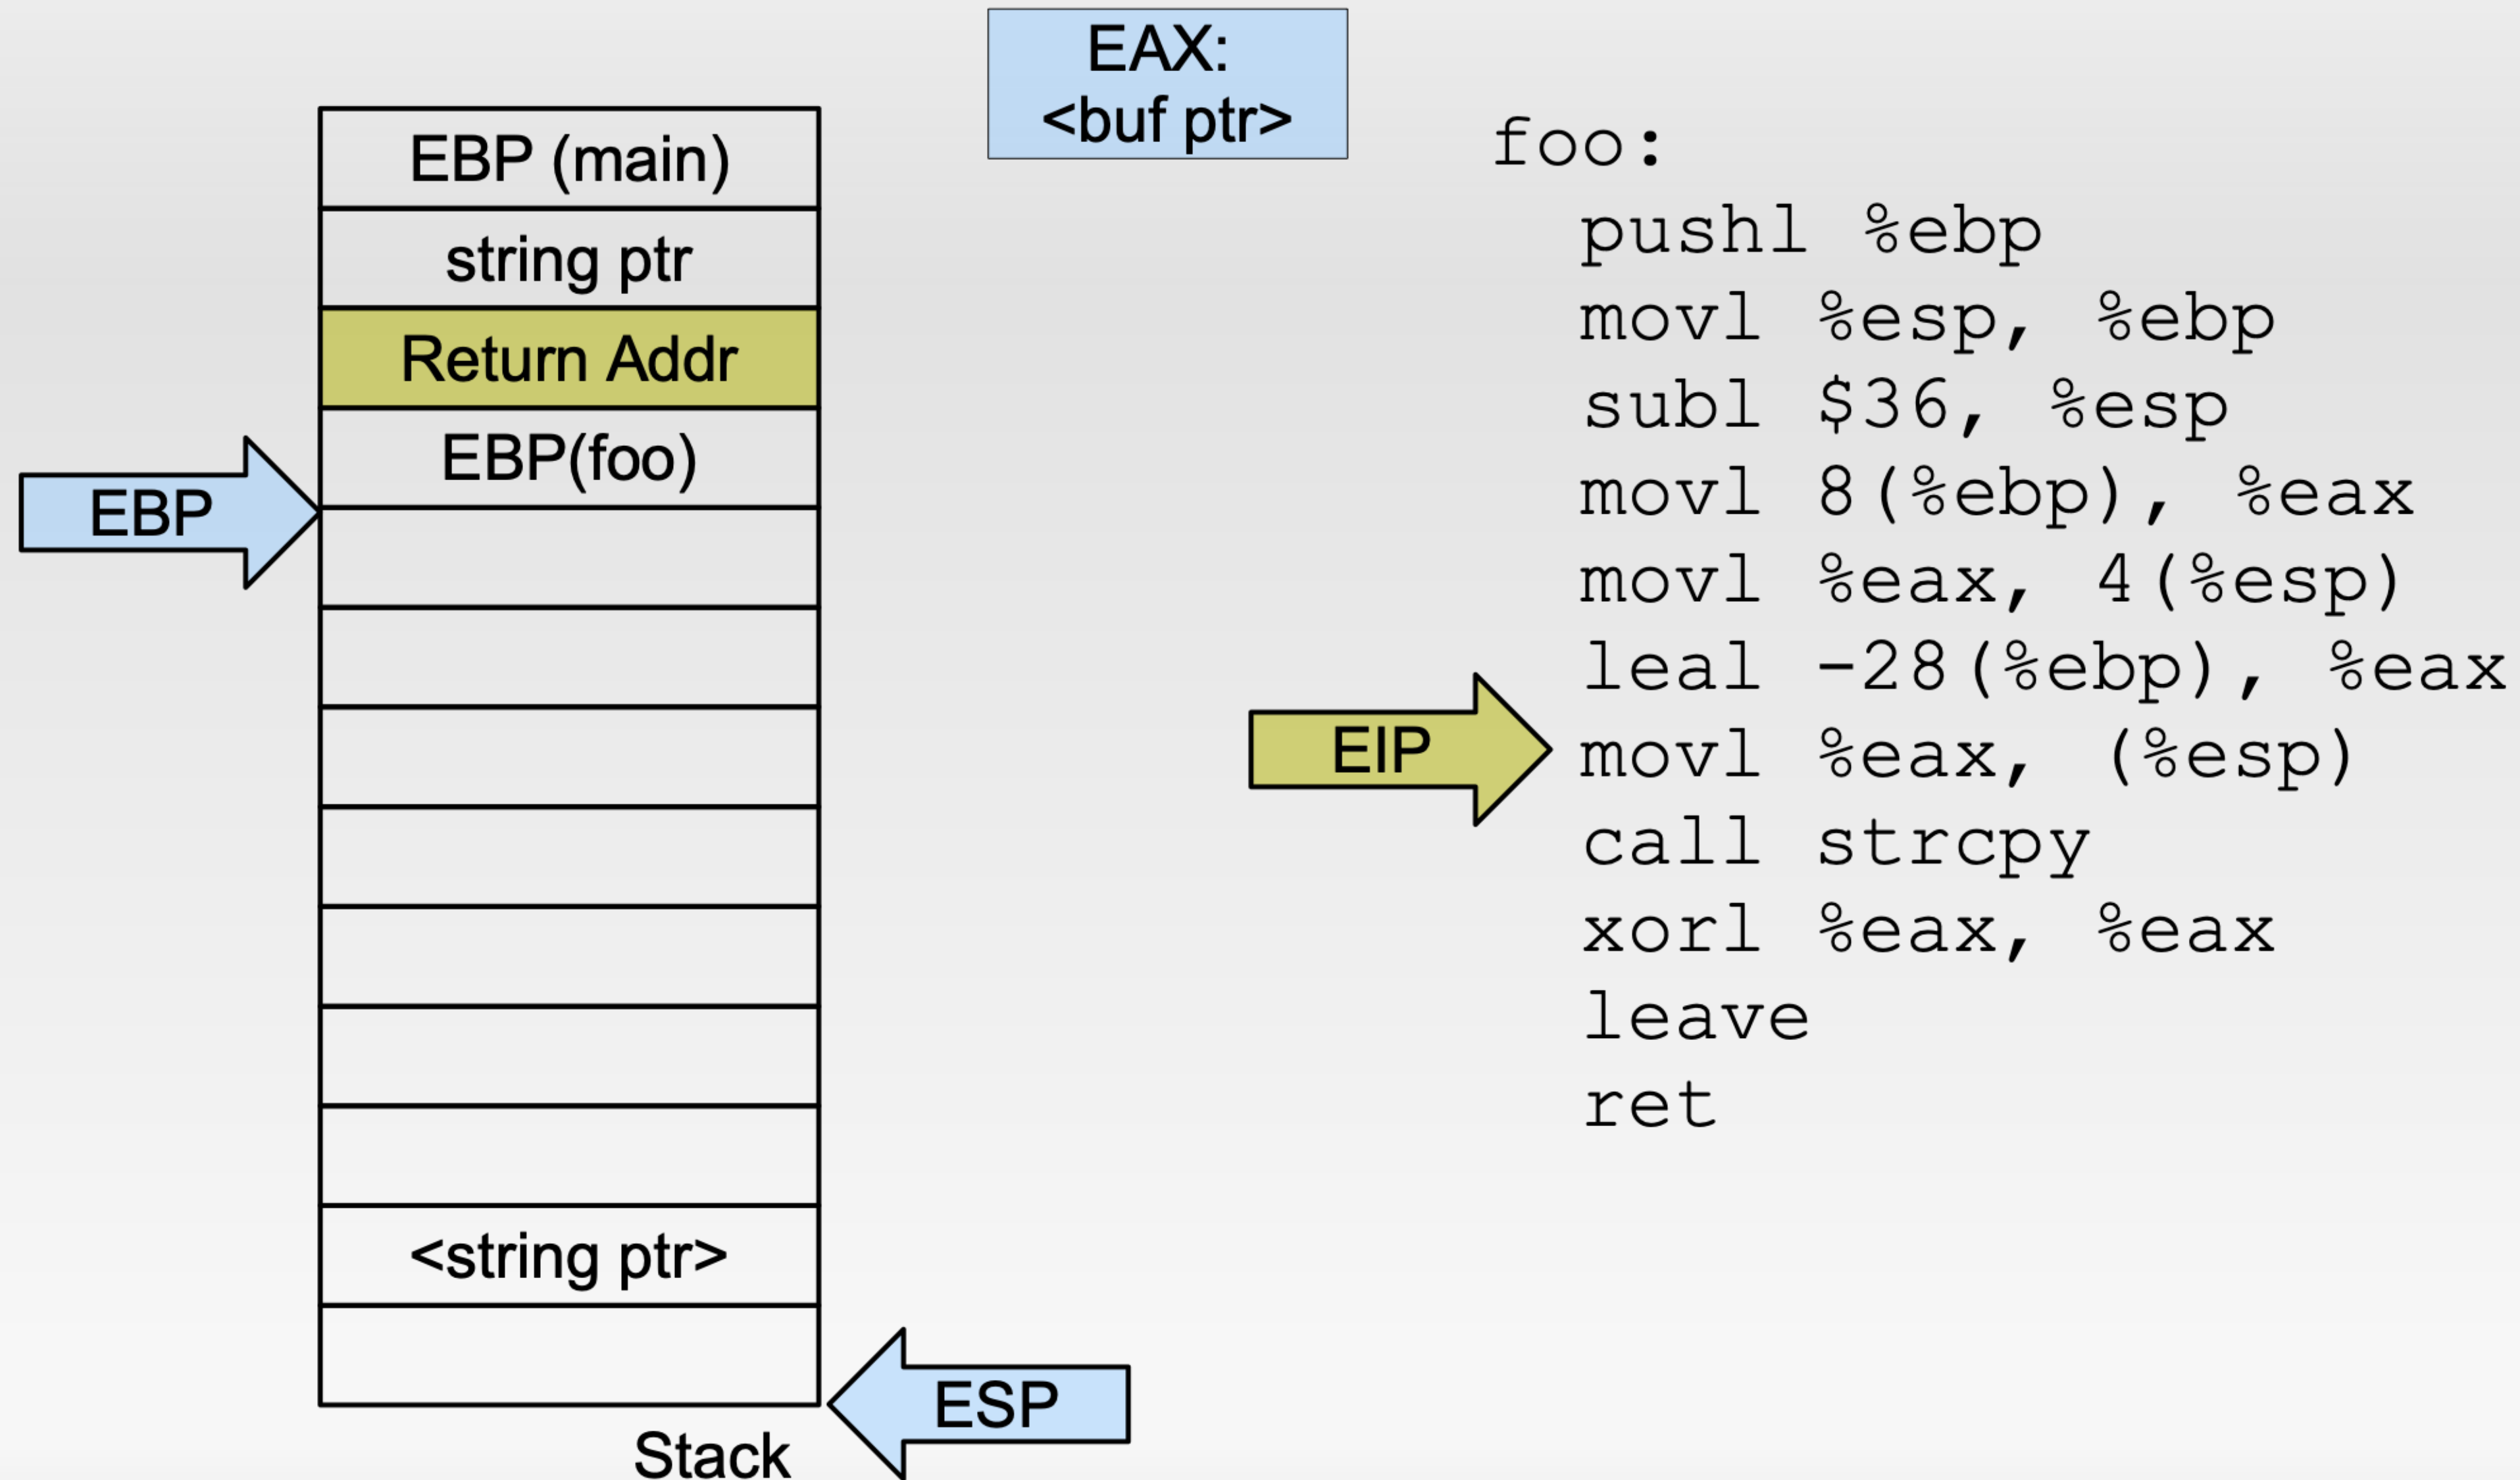 EAX:
<buf ptr>
EBP (main)
string ptr
Return Addr
EBP(foo)
EBP
<string ptr>
ESP
Stack
foo:
pushl %ebp
movl %esp, %ebp
subl $36, %esp
movl 8(%ebp), %eax
movl %eax, 4(%esp)
leal -28(%ebp), %eax
EIP
movl %eax, (%esp)
call strcpy
xorl %eax, %eax
leave
ret